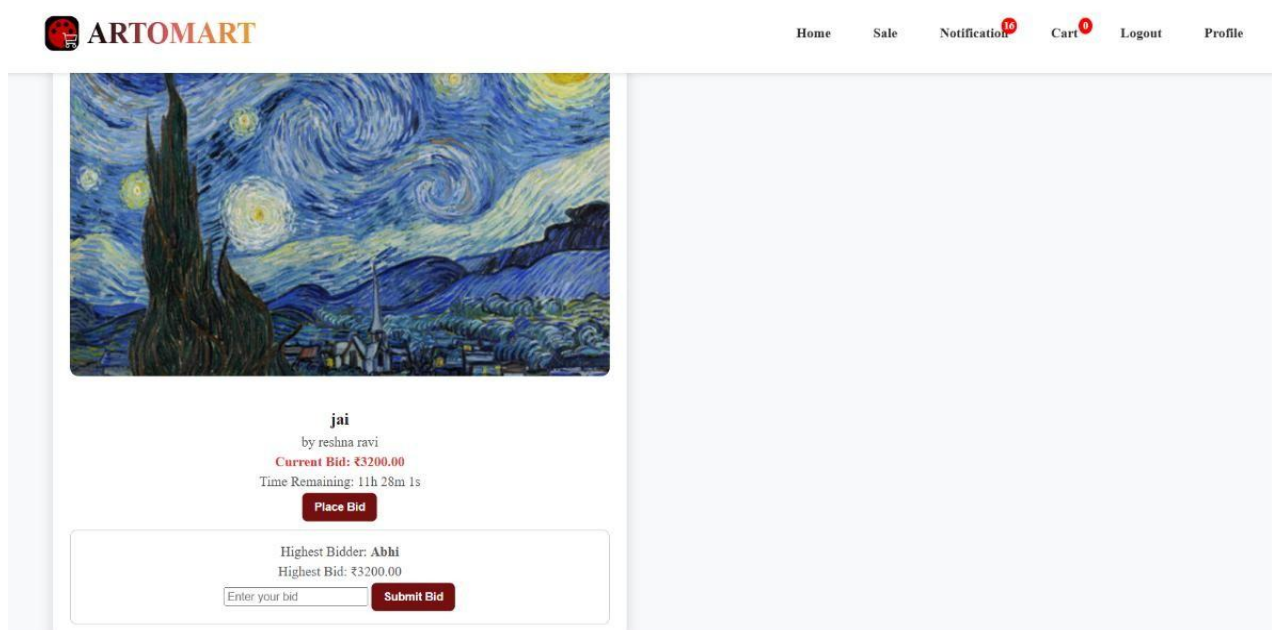 ARTOMART
Home Sale Notification 16 Cart 0 Logout Profile
jai
by reshna ravi
Current Bid: ₹3200.00
Time Remaining: 11h 28m 1s
Place Bid
Highest Bidder: Abhi
Highest Bid: ₹3200.00
Enter your bid Submit Bid